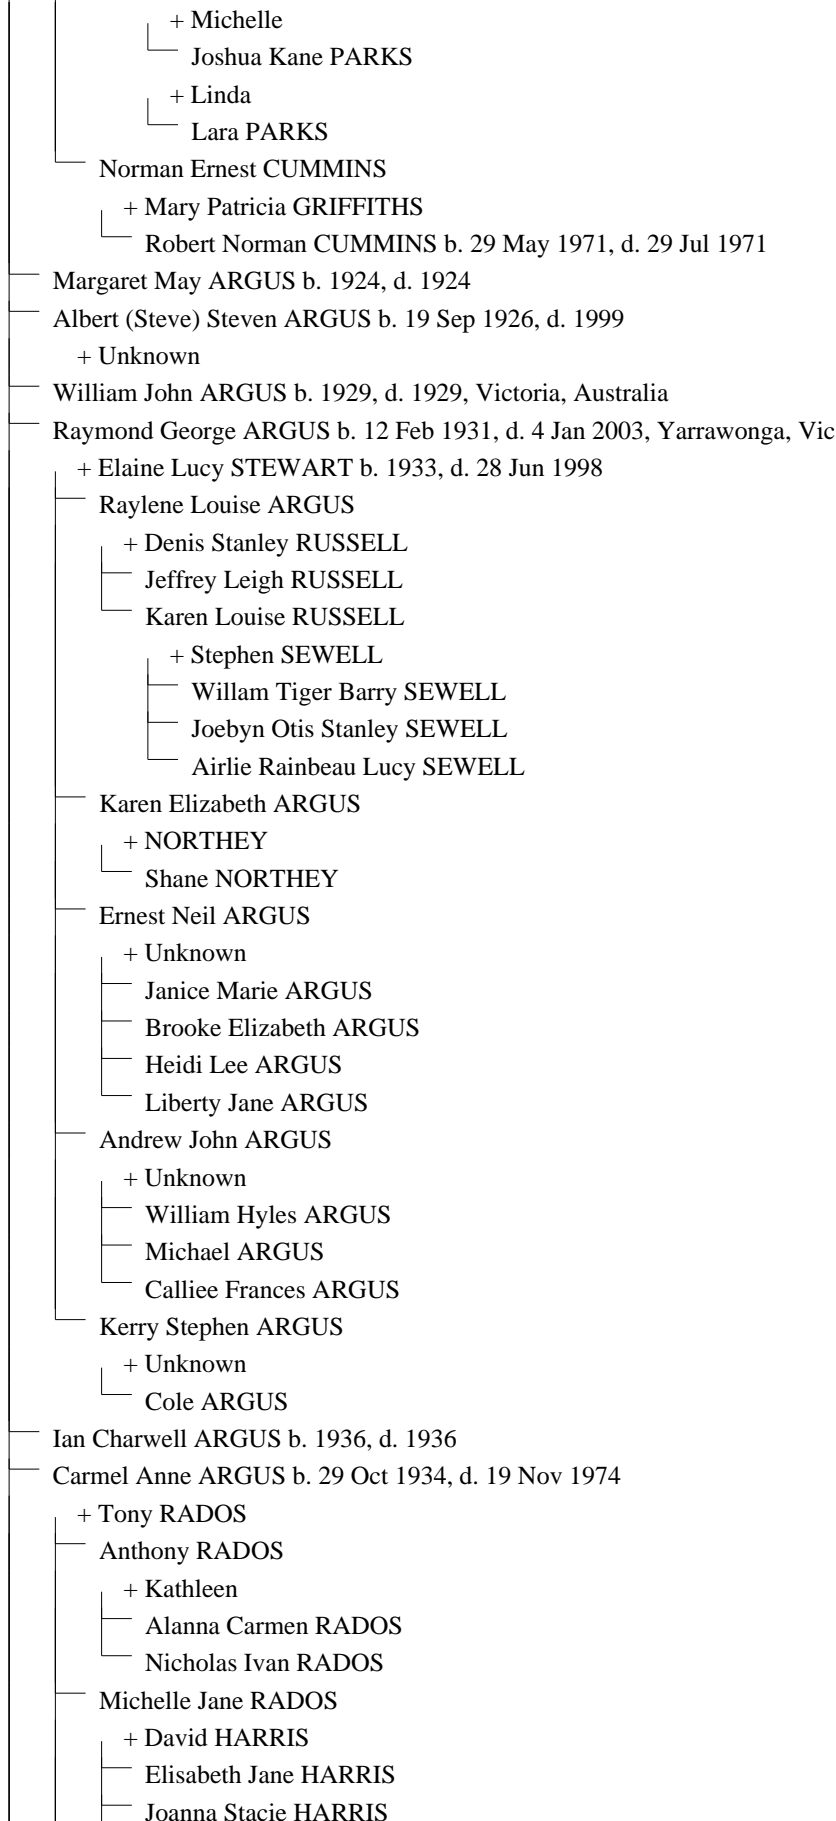 + Michelle
Joshua Kane PARKS
+ Linda
Lara PARKS
Norman Ernest CUMMINS
+ Mary Patricia GRIFFITHS
Robert Norman CUMMINS b. 29 May 1971, d. 29 Jul 1971
Margaret May ARGUS b. 1924, d. 1924
Albert (Steve) Steven ARGUS b. 19 Sep 1926, d. 1999
+ Unknown
William John ARGUS b. 1929, d. 1929, Victoria, Australia
Raymond George ARGUS b. 12 Feb 1931, d. 4 Jan 2003, Yarrawonga, Vic
+ Elaine Lucy STEWART b. 1933, d. 28 Jun 1998
Raylene Louise ARGUS
+ Denis Stanley RUSSELL
Jeffrey Leigh RUSSELL
Karen Louise RUSSELL
+ Stephen SEWELL
Willam Tiger Barry SEWELL
Joebyn Otis Stanley SEWELL
Airlie Rainbeau Lucy SEWELL
Karen Elizabeth ARGUS
+ NORTHEY
Shane NORTHEY
Ernest Neil ARGUS
+ Unknown
Janice Marie ARGUS
Brooke Elizabeth ARGUS
Heidi Lee ARGUS
Liberty Jane ARGUS
Andrew John ARGUS
+ Unknown
William Hyles ARGUS
Michael ARGUS
Calliee Frances ARGUS
Kerry Stephen ARGUS
+ Unknown
Cole ARGUS
Ian Charwell ARGUS b. 1936, d. 1936
Carmel Anne ARGUS b. 29 Oct 1934, d. 19 Nov 1974
+ Tony RADOS
Anthony RADOS
+ Kathleen
Alanna Carmen RADOS
Nicholas Ivan RADOS
Michelle Jane RADOS
+ David HARRIS
Elisabeth Jane HARRIS
Joanna Stacie HARRIS